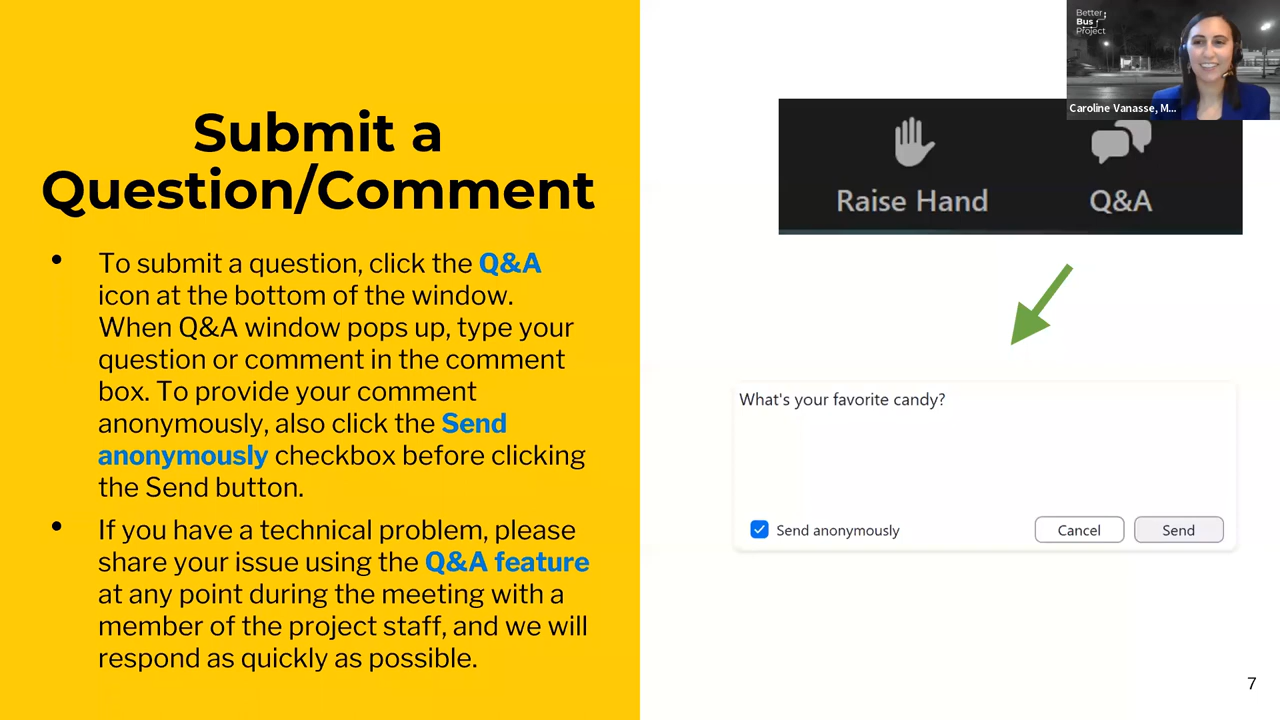 Submit a
Question/Comment
• To submit a question, click the Q&A
icon at the bottom of the window.
When Q&A window pops up, type your
question or comment in the comment
box. To provide your comment
anonymously, also click the Send
anonymously checkbox before clicking
the Send button.
• If you have a technical problem, please
share your issue using the Q&A feature
at any point during the meeting with a
member of the project staff, and we will
respond as quickly as possible.
Better
Bus
Project
Caroline Vanasse, M...
Raise Hand
Q&A
What's your favorite candy?
Send anonymously
Cancel
Send
7